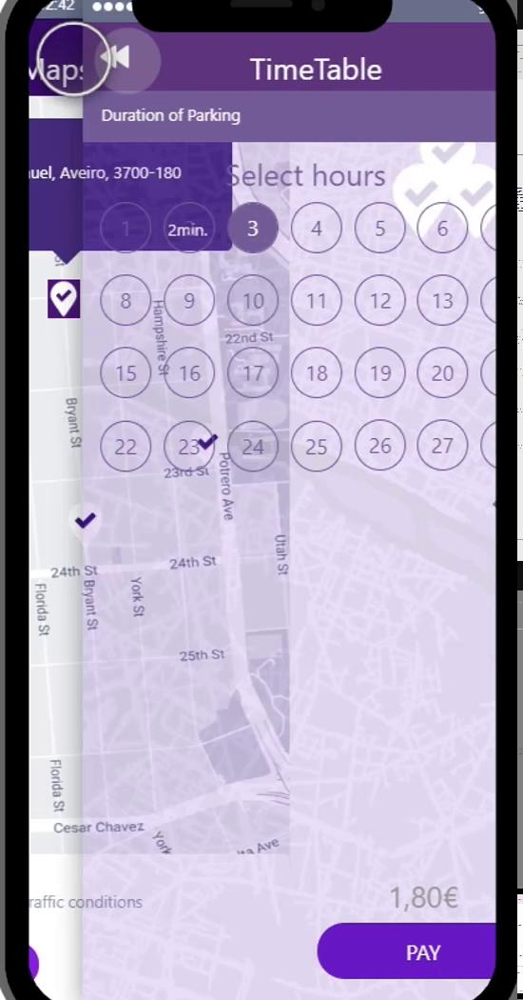 2:42
Maps
TimeTable
Duration of Parking
uel, Aveiro, 3700-180
Select hours
1 2 3 4 5 6
2min.
8 9 10 11 12 13
Hampshire St
22nd St
15 16 17 18 19 20
Bryant St
22 23 24 25 26 27
23rd St
Potrero Ave
Utah St
24th St
24th St
Florida St
Bryant St
York St
25th St
Florida St
Cesar Chavez
York
ta Ave
raffic conditions
1,80€
PAY